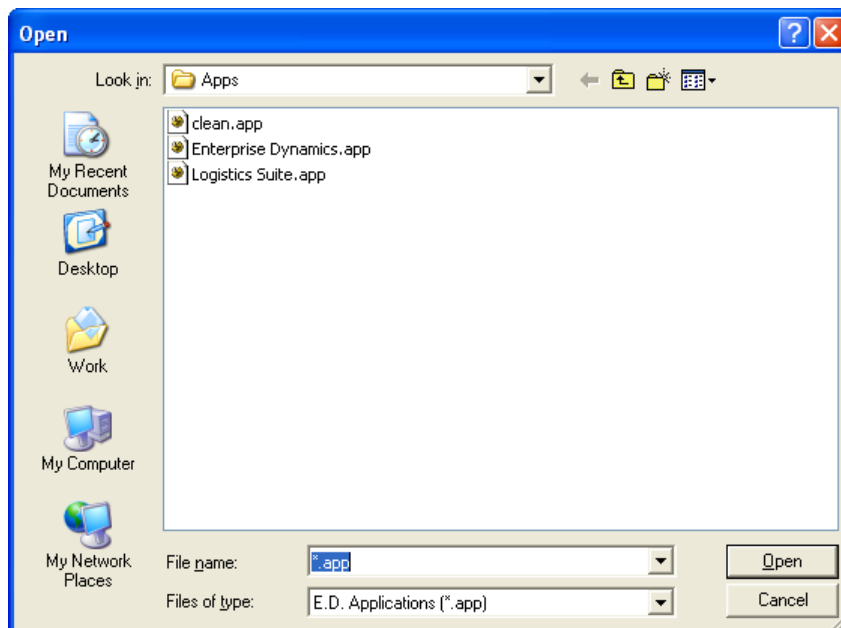 Open
Look in: Apps
clean.app
Enterprise Dynamics.app
Logistics Suite.app
My Recent
Documents
Desktop
Work
My Computer
My Network
Places
File name: *.app Open
Files of type: E.D. Applications (*.app) Cancel